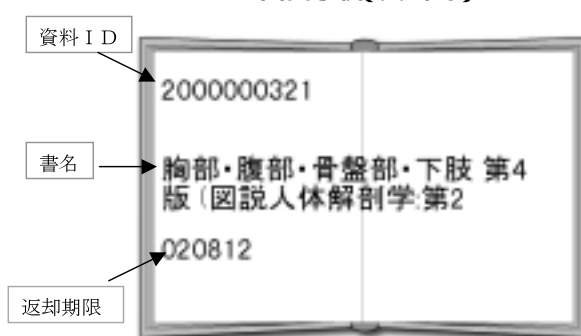 資料ＩＤ
2000000321
書名
胸部・腹部・骨盤部・下肢 第4
版（図説人体解剖学:第2
020812
返却期限